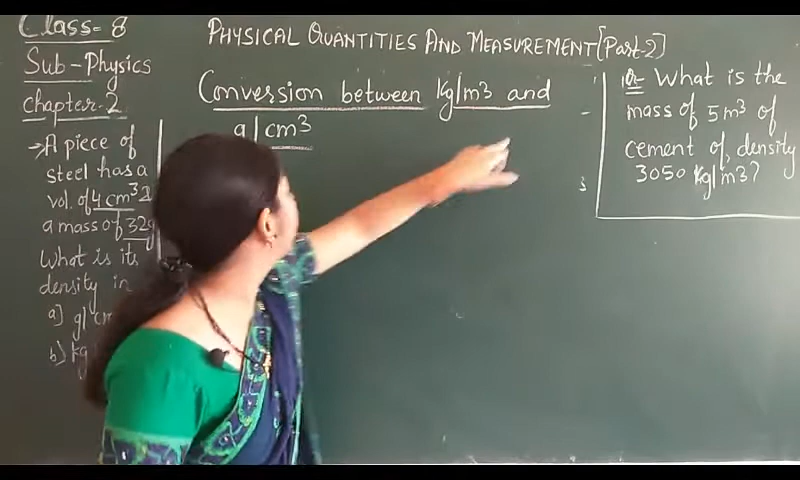 Class-8
Sub-Physics
chapter-2
PHYSICAL QUANTITIES AND MEASUREMENT [Part-2]
Conversion between kg/m3 and
g/cm3
→ A piece of
steel has a
vol. of 4 cm3 &
a mass of 32g
What is its
density in
a] g/cm
b] kg
Q- What is the
mass of 5 m3 of
cement of, density
3050 kg/m3?